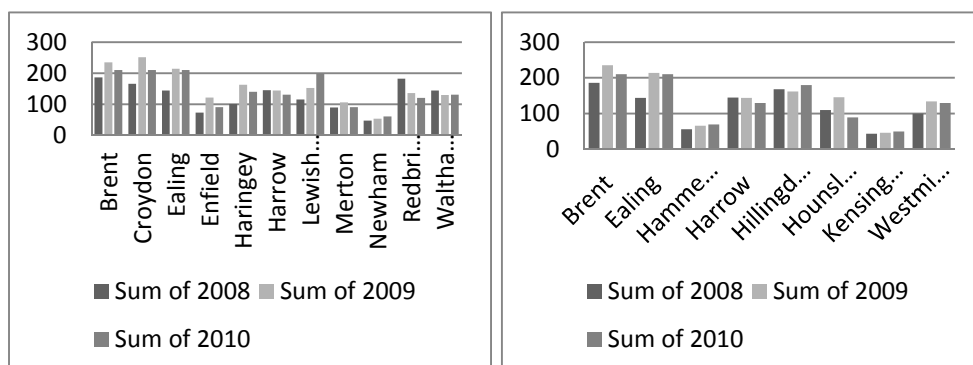 300
200
100
0
Brent
Croydon
Ealing
Enfield
Haringey
Harrow
Lewish...
Merton
Newham
Redbri...
Waltha...
Sum of 2008
Sum of 2009
Sum of 2010
300
200
100
0
Brent
Ealing
Hamme...
Harrow
Hillingd...
Hounsl...
Kensing...
Westmi...
Sum of 2008
Sum of 2009
Sum of 2010